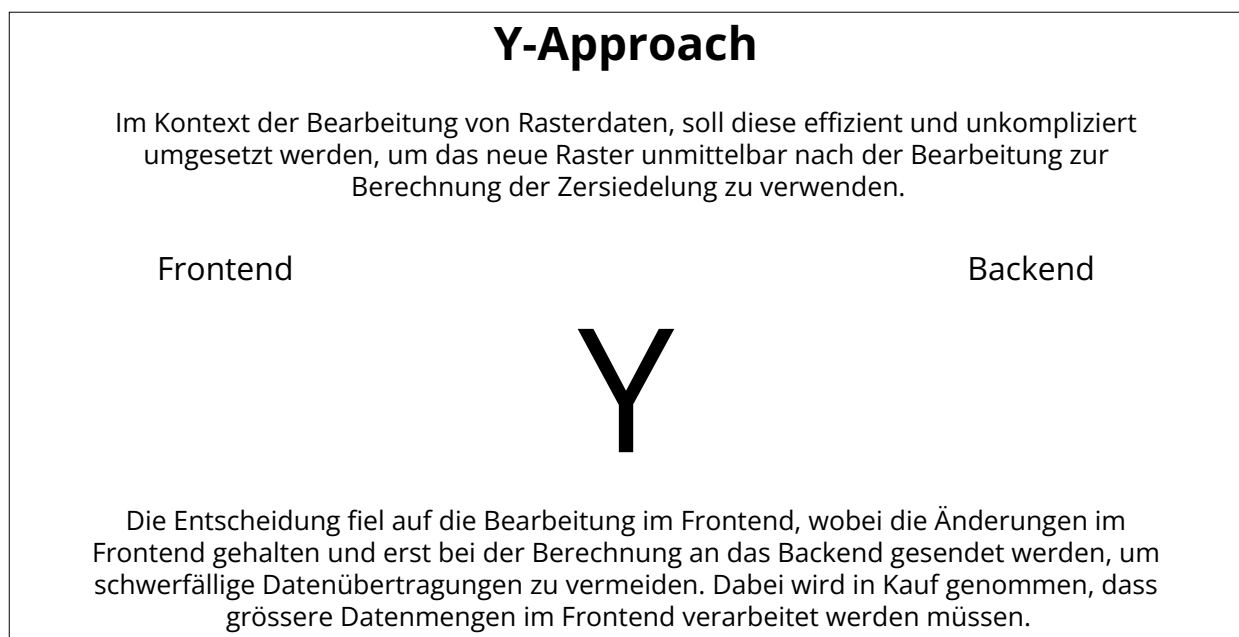 Y-Approach
Im Kontext der Bearbeitung von Rasterdaten, soll diese effizient und unkompliziert
umgesetzt werden, um das neue Raster unmittelbar nach der Bearbeitung zur
Berechnung der Zersiedelung zu verwenden.
Frontend Backend
Y
Die Entscheidung fiel auf die Bearbeitung im Frontend, wobei die Änderungen im
Frontend gehalten und erst bei der Berechnung an das Backend gesendet werden, um
schwerfällige Datenübertragungen zu vermeiden. Dabei wird in Kauf genommen, dass
grössere Datenmengen im Frontend verarbeitet werden müssen.